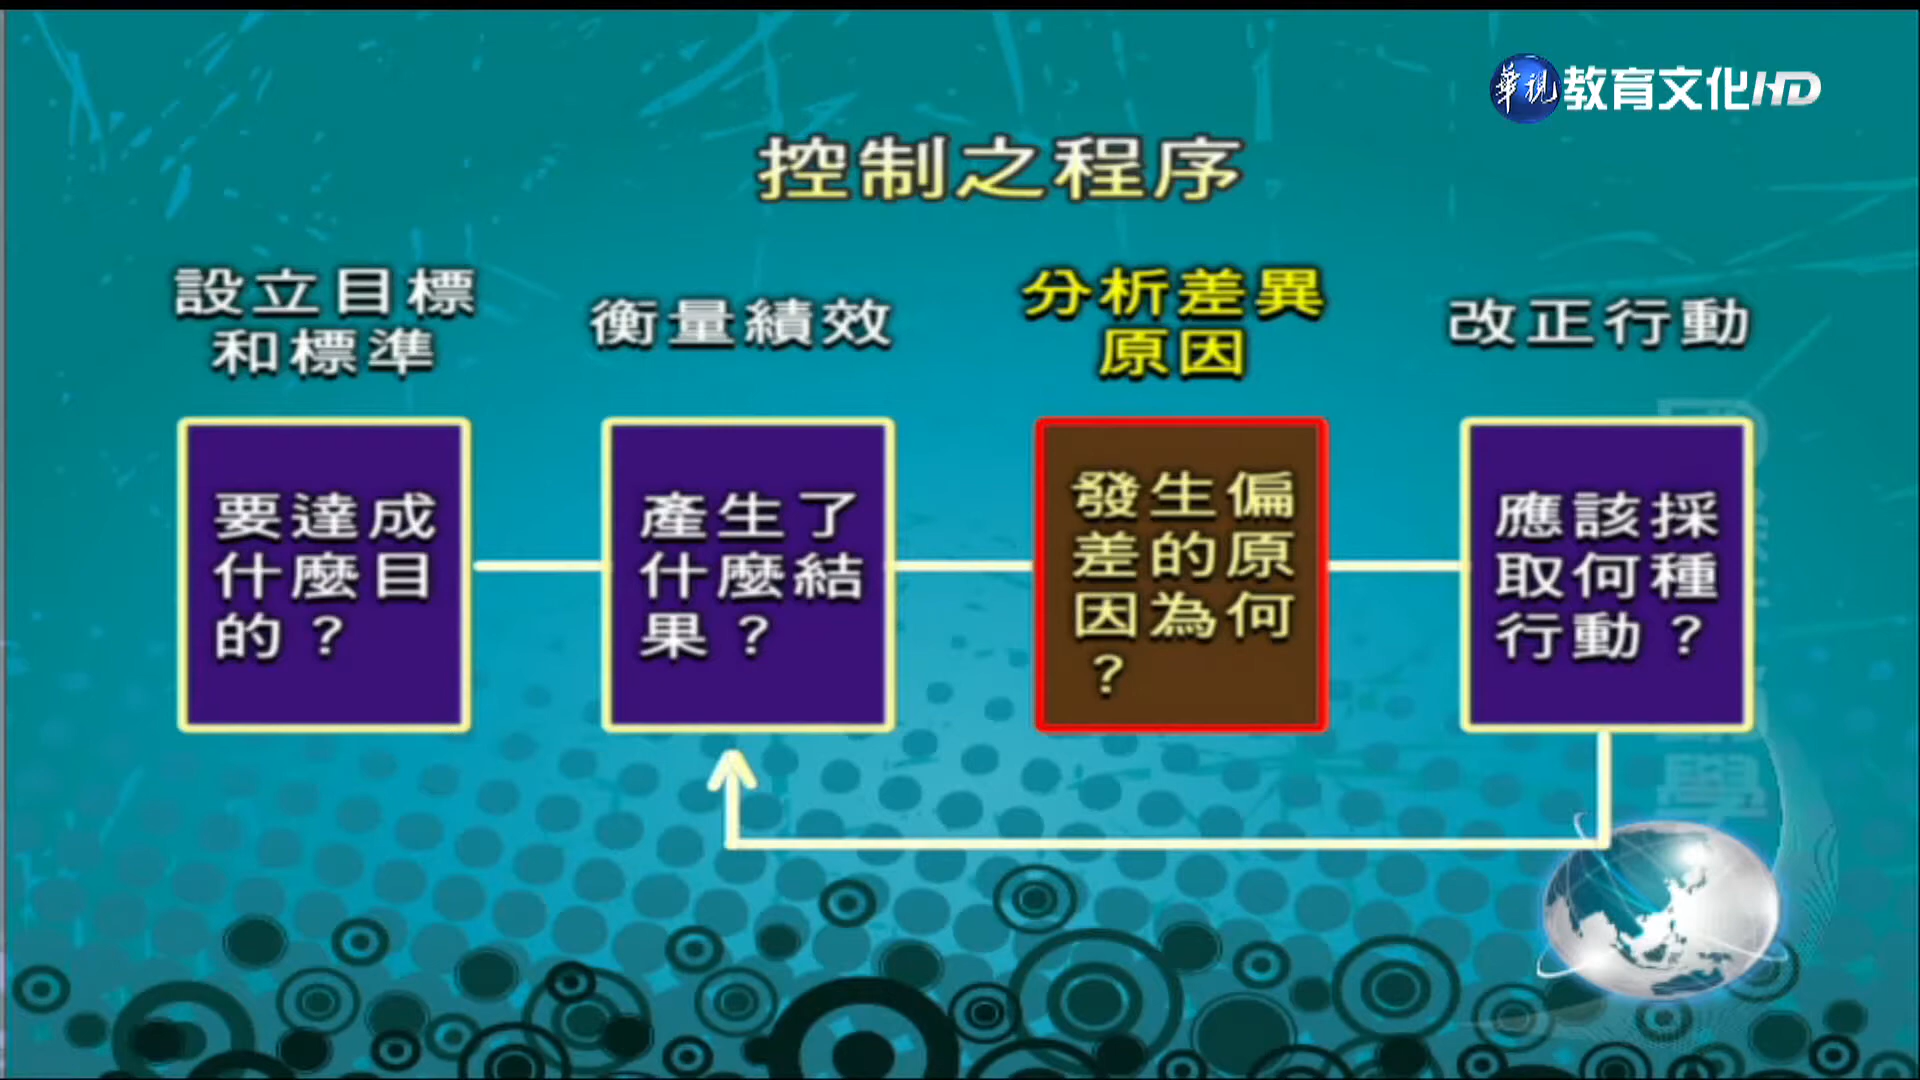 華視 教育文化HD
控制之程序
設立目標
和標準
要達成
什麼目
的？
衡量績效
產生了
什麼結
果？
分析差異
原因
發生偏
差的原
因為何
？
改正行動
應該採
取何種
行動？